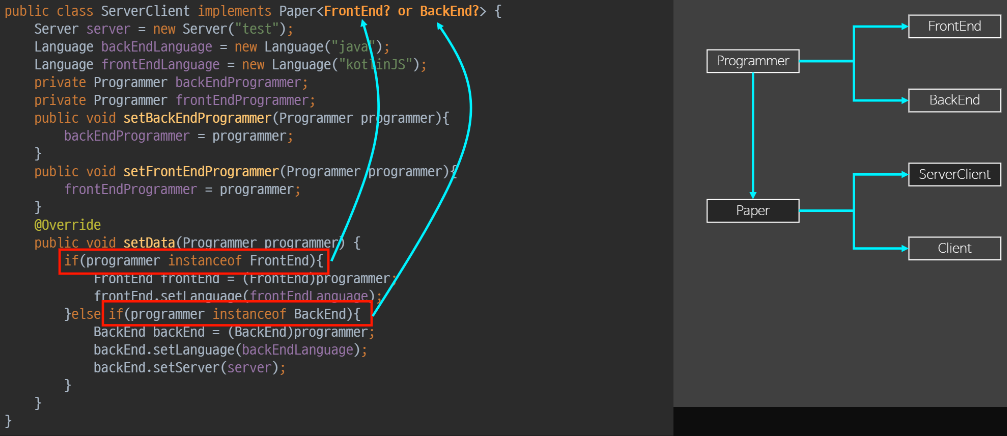 public class ServerClient implements Paper<FrontEnd? or BackEnd?> {
Server server = new Server("test");
Language backEndLanguage = new Language("java");
Language frontEndLanguage = new Language("kotlinJS");
private Programmer backEndProgrammer;
private Programmer frontEndProgrammer;
public void setBackEndProgrammer(Programmer programmer){
backEndProgrammer = programmer;
}
public void setFrontEndProgrammer(Programmer programmer){
frontEndProgrammer = programmer;
}
@Override
public void setData(Programmer programmer) {
if(programmer instanceof FrontEnd){
FrontEnd frontEnd = (FrontEnd)programmer;
frontEnd.setLanguage(frontEndLanguage);
}else if(programmer instanceof BackEnd){
BackEnd backEnd = (BackEnd)programmer;
backEnd.setLanguage(backEndLanguage);
backEnd.setServer(server);
}
}
}
FrontEnd
Programmer
BackEnd
ServerClient
Paper
Client